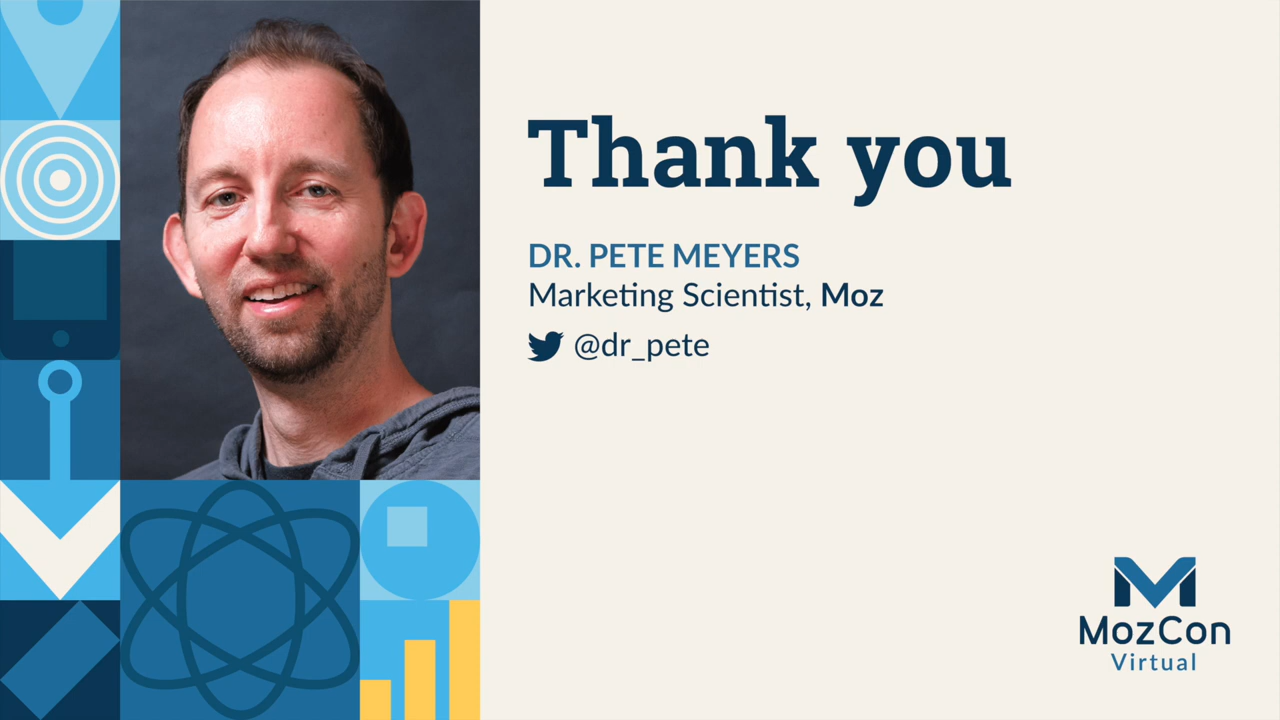 Thank you
DR. PETE MEYERS
Marketing Scientist, Moz
@dr_pete
MozCon
Virtual